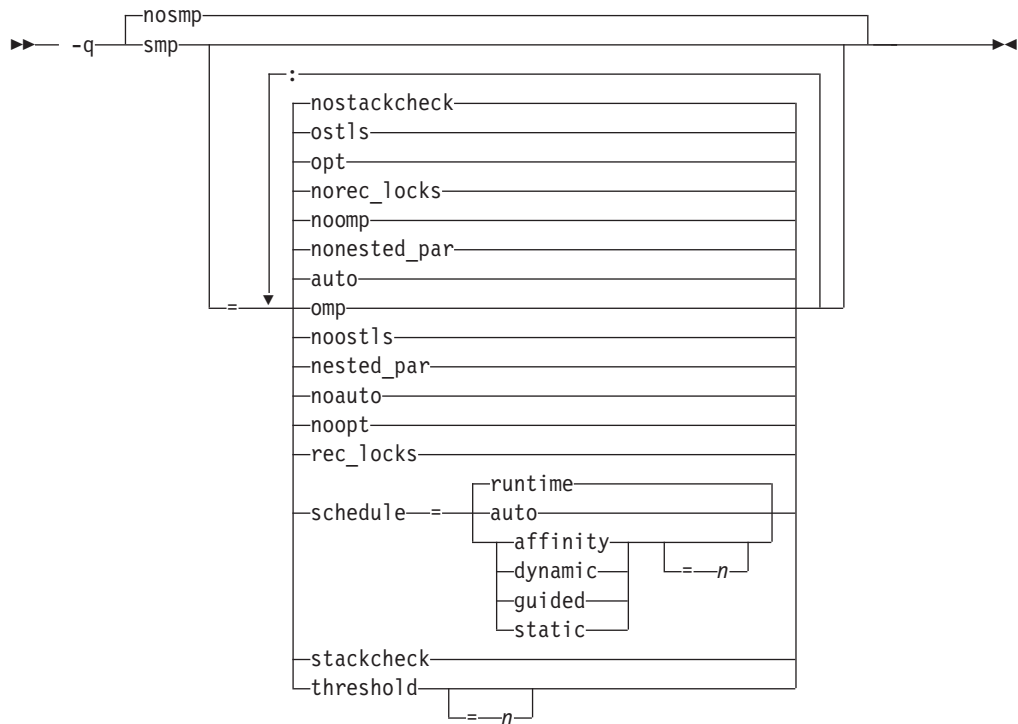 nosmp
-q smp
:
nostackcheck
ostls
opt
norec_locks
noomp
nonested_par
auto
= omp
noostls
nested_par
noauto
noopt
rec_locks
runtime
schedule = auto
affinity
= n
dynamic
guided
static
stackcheck
threshold
= n